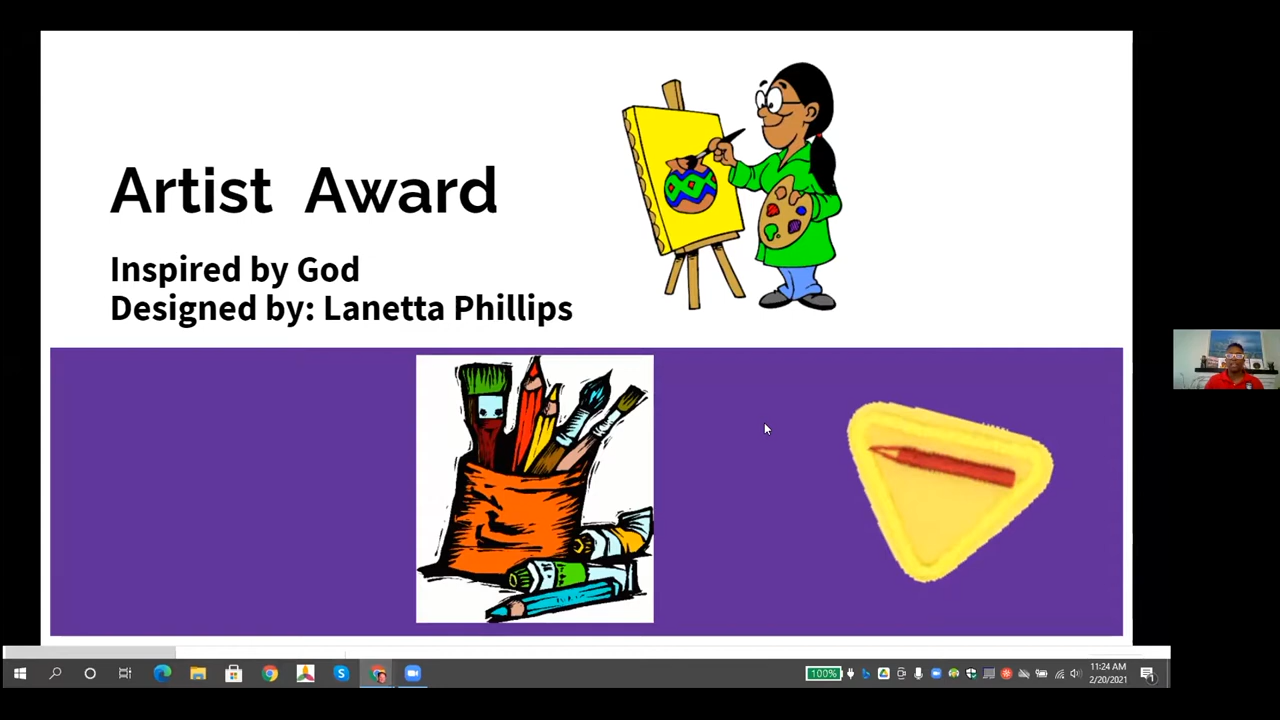 Artist Award
Inspired by God
Designed by: Lanetta Phillips
100%
11:24 AM
2/20/2021